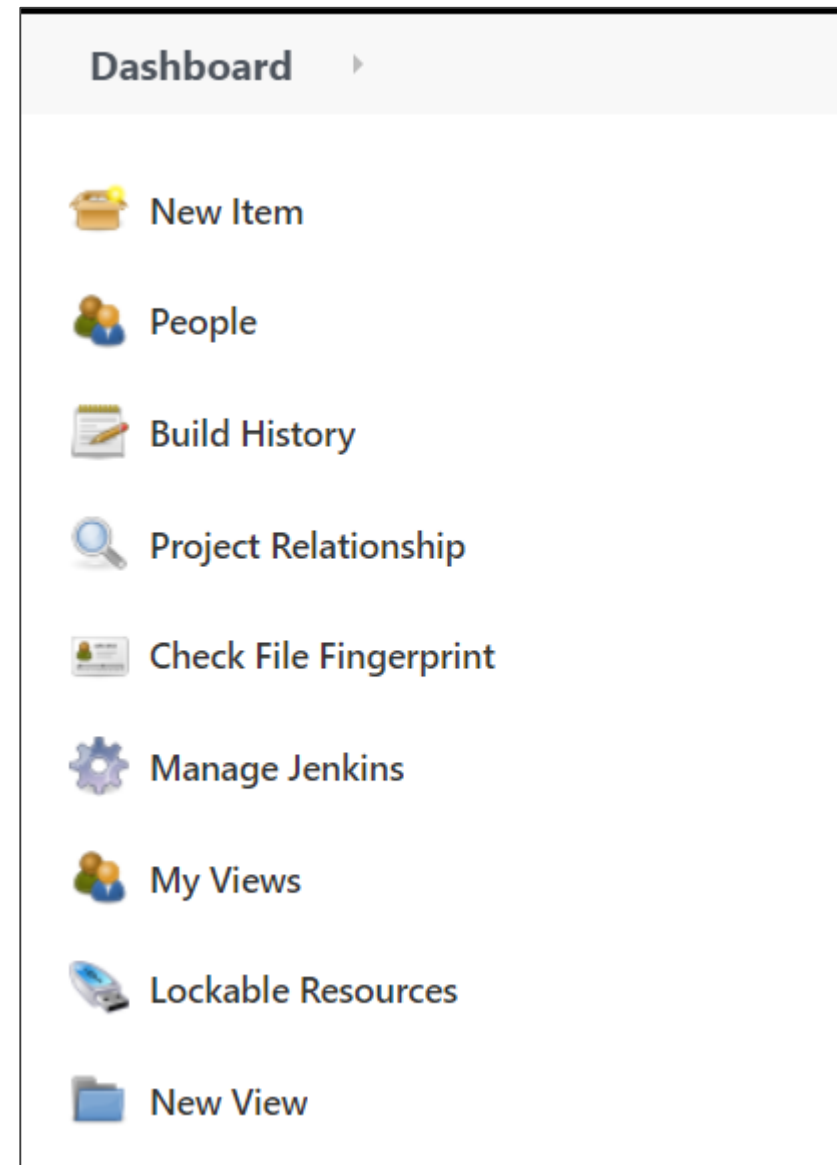 Dashboard
New Item
People
Build History
Project Relationship
Check File Fingerprint
Manage Jenkins
My Views
Lockable Resources
New View